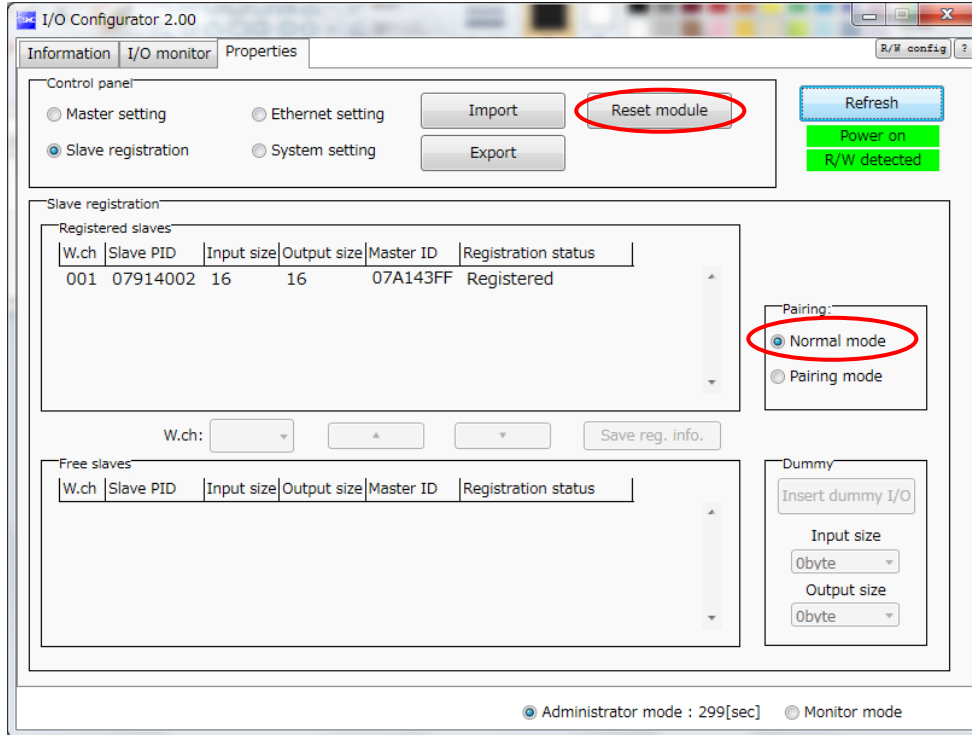 I/O Configurator 2.00
Information I/O monitor Properties R/W config ?
Control panel
Master setting Ethernet setting Import Reset module Refresh
Power on
Slave registration System setting Export R/W detected
Slave registration
Registered slaves
W.ch Slave PID Input size Output size Master ID Registration status
001 07914002 16 16 07A143FF Registered
Pairing:
Normal mode
Pairing mode
W.ch: Save reg. info.
Free slaves
W.ch Slave PID Input size Output size Master ID Registration status
Dummy
Insert dummy I/O
Input size
0byte
Output size
0byte
Administrator mode : 299[sec] Monitor mode